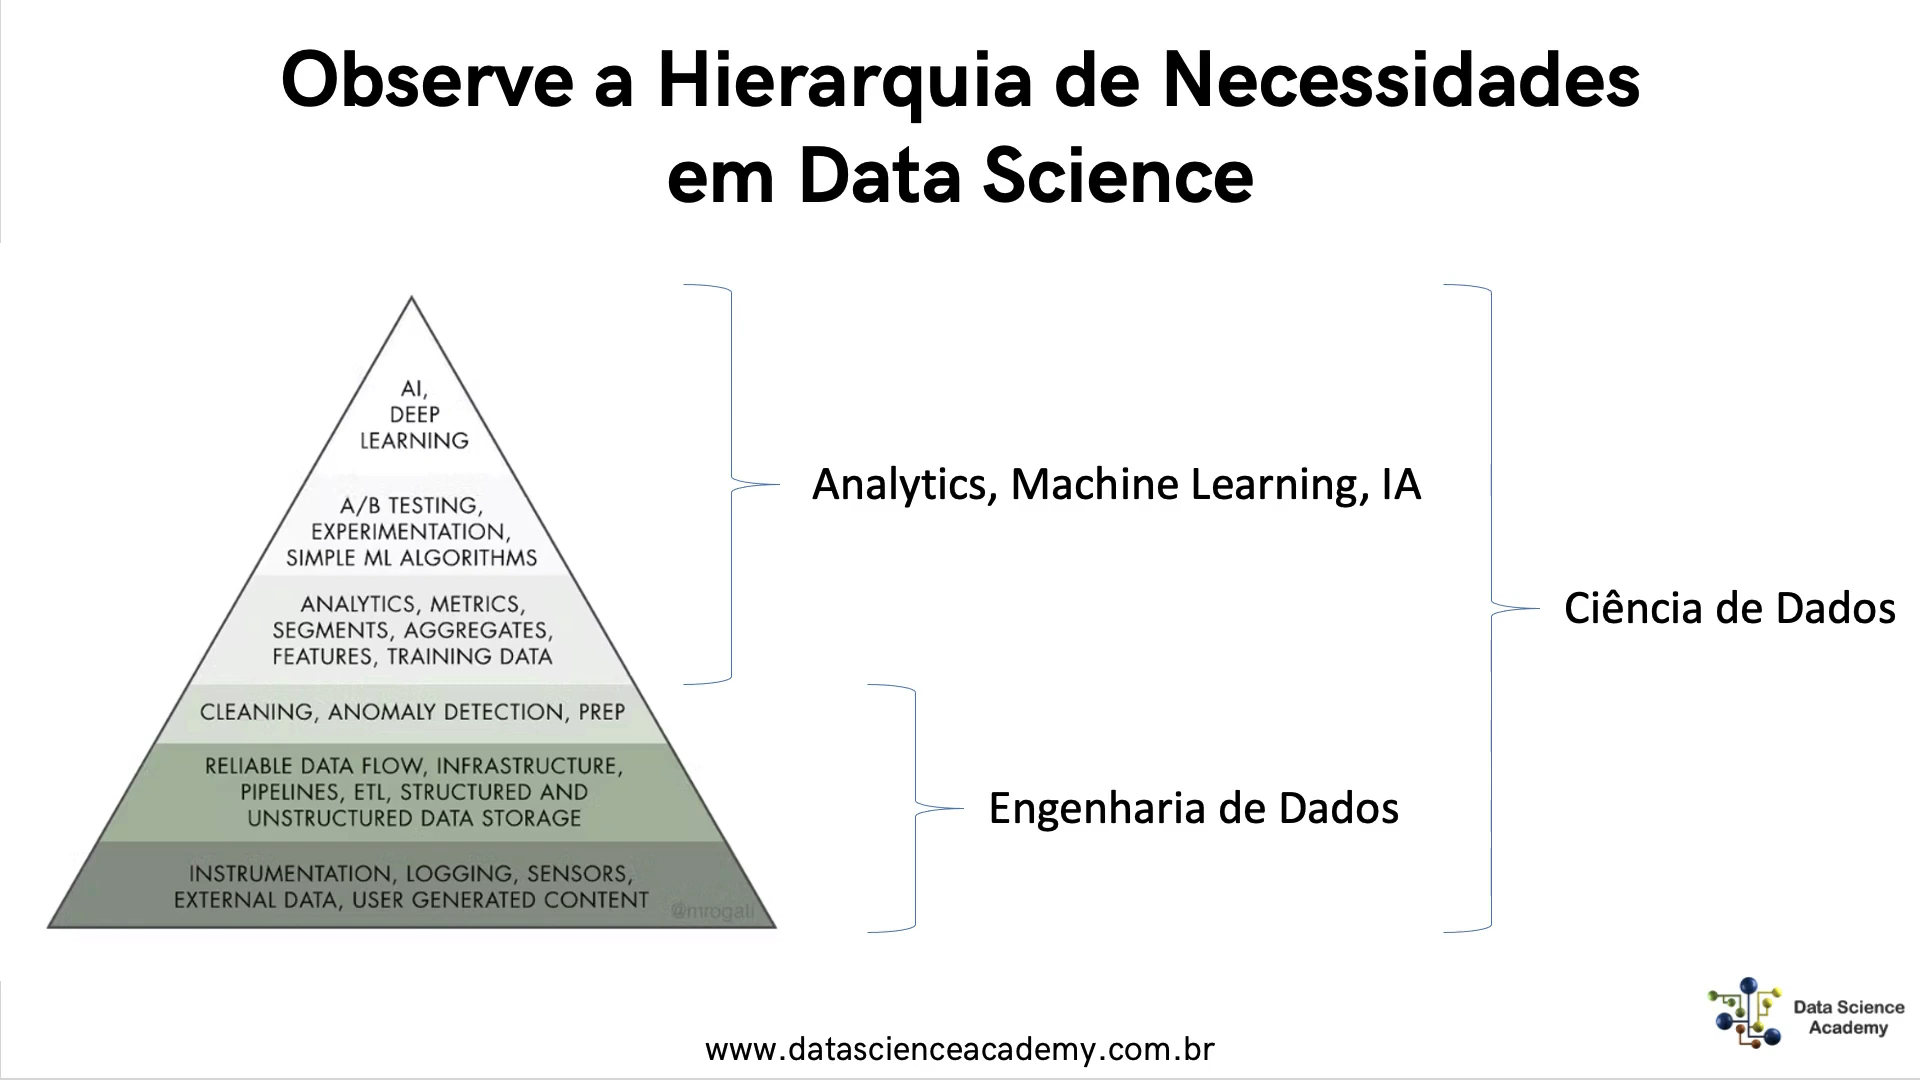 Observe a Hierarquia de Necessidades
em Data Science
AI,
DEEP
LEARNING
A/B TESTING,
EXPERIMENTATION,
SIMPLE ML ALGORITHMS
ANALYTICS, METRICS,
SEGMENTS, AGGREGATES,
FEATURES, TRAINING DATA
CLEANING, ANOMALY DETECTION, PREP
RELIABLE DATA FLOW, INFRASTRUCTURE,
PIPELINES, ETL, STRUCTURED AND
UNSTRUCTURED DATA STORAGE
INSTRUMENTATION, LOGGING, SENSORS,
EXTERNAL DATA, USER GENERATED CONTENT
@mrogati
Analytics, Machine Learning, IA
Engenharia de Dados
Ciência de Dados
Data Science
Academy
www.datascienceacademy.com.br